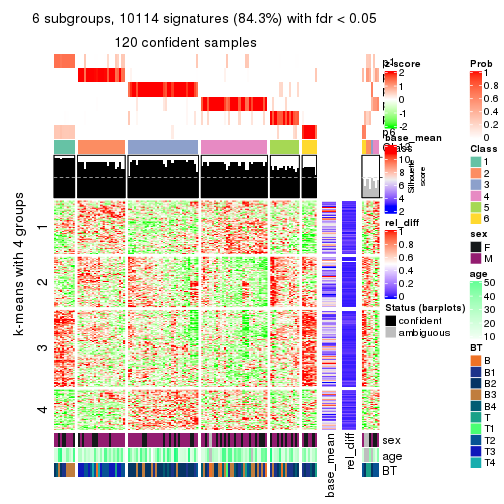 6 subgroups, 10114 signatures (84.3%) with fdr < 0.05
120 confident samples
k-means with 4 groups
1
2
3
4
p1
p6
Class
Silhouette
score
sex
age
BT
base_mean
rel_diff
z-score
2
1
0
-1
-2
base_mean
12
10
8
6
4
2
rel_diff
1
0.8
0.6
0.4
0.2
0
Status (barplots)
confident
ambiguous
Prob
1
0.8
0.6
0.4
0.2
0
Class
1
2
3
4
5
6
sex
F
M
age
50
40
30
20
10
BT
B
B1
B2
B3
B4
T
T1
T2
T3
T4